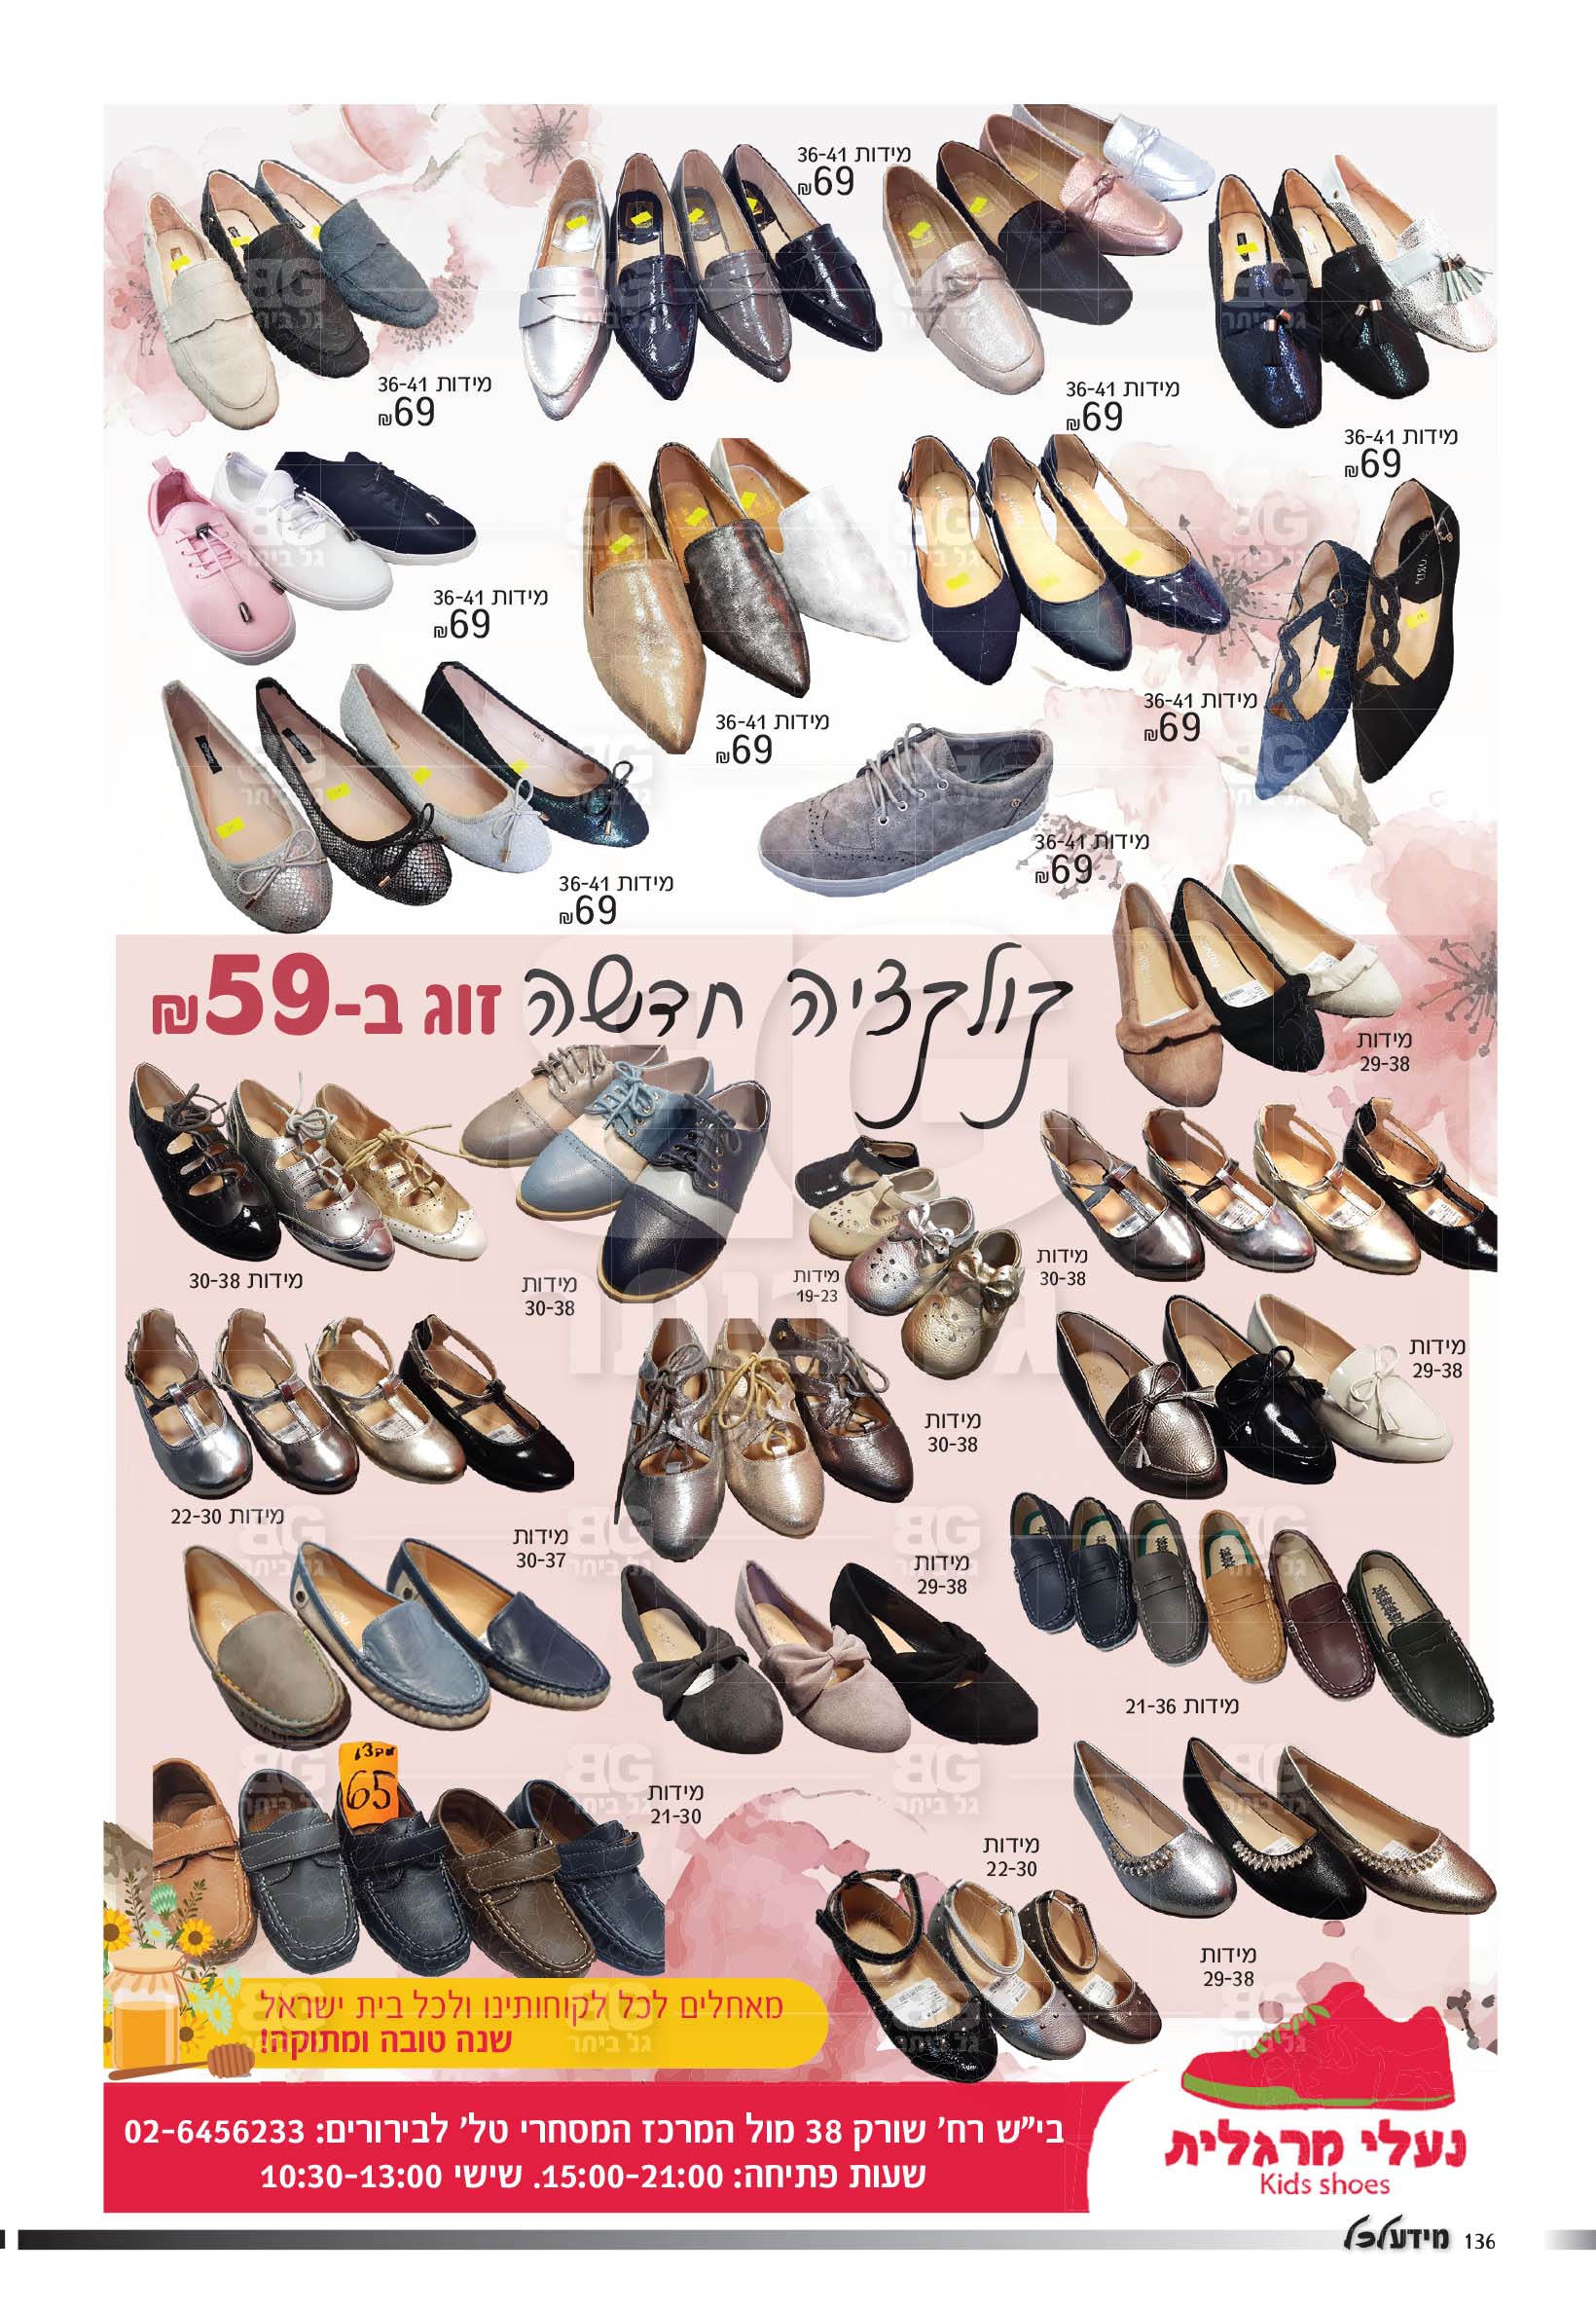 מידות 36-41
₪69
מידות 36-41
₪69
מידות 36-41
₪69
מידות 36-41
₪69
מידות 36-41
₪69
מידות 36-41
₪69
מידות 36-41
₪69
מידות 36-41
₪69
מידות 36-41
₪69
קולקציה חדשה זוג ב-59₪
מידות
29-38
מידות
30-38
מידות
19-23
מידות
30-38
מידות 30-38
מידות
29-38
מידות
30-38
מידות 22-30
מידות
30-37
מידות
29-38
מידות 21-36
65
מידות
21-30
מידות
22-30
מידות
29-38
מאחלים לכל לקוחותינו ולכל בית ישראל
שנה טובה ומתוקה!
בי"ש רח' שורק 38 מול המרכז המסחרי טל' לבירורים: 02-6456233
שעות פתיחה: 15:00-21:00. שישי 10:30-13:00
נעלי מרגלית
Kids shoes
136 מידעלכל
BG
גל ביתר